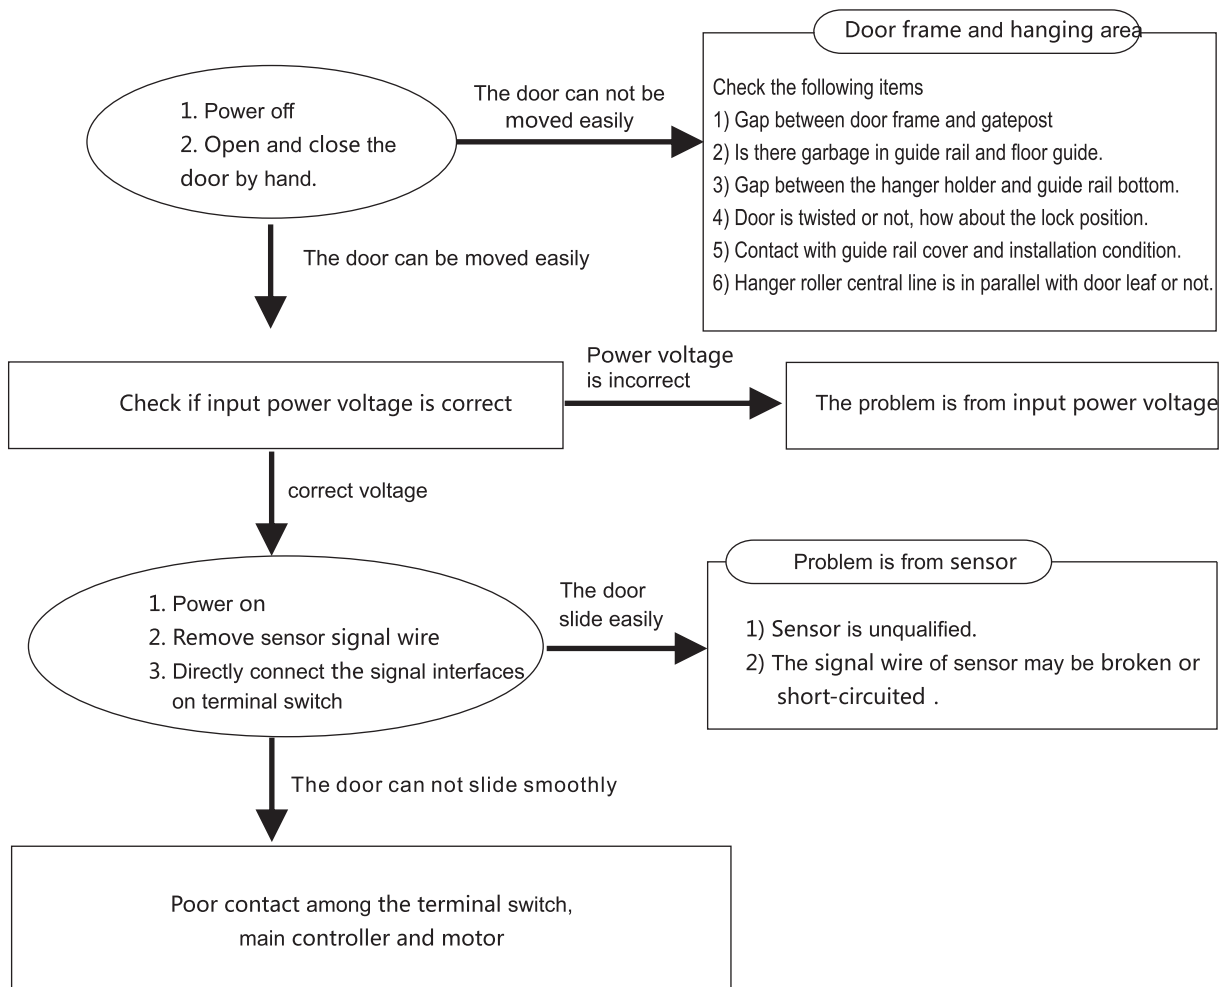 Door frame and hanging area
1. Power off
2. Open and close the
door by hand.
The door can not be
moved easily
Check the following items
1) Gap between door frame and gatepost
2) Is there garbage in guide rail and floor guide.
3) Gap between the hanger holder and guide rail bottom.
4) Door is twisted or not, how about the lock position.
5) Contact with guide rail cover and installation condition.
6) Hanger roller central line is in parallel with door leaf or not.
The door can be moved easily
Check if input power voltage is correct
Power voltage
is incorrect
The problem is from input power voltage
correct voltage
1. Power on
2. Remove sensor signal wire
3. Directly connect the signal interfaces
on terminal switch
The door
slide easily
Problem is from sensor
1) Sensor is unqualified.
2) The signal wire of sensor may be broken or
short-circuited .
The door can not slide smoothly
Poor contact among the terminal switch,
main controller and motor